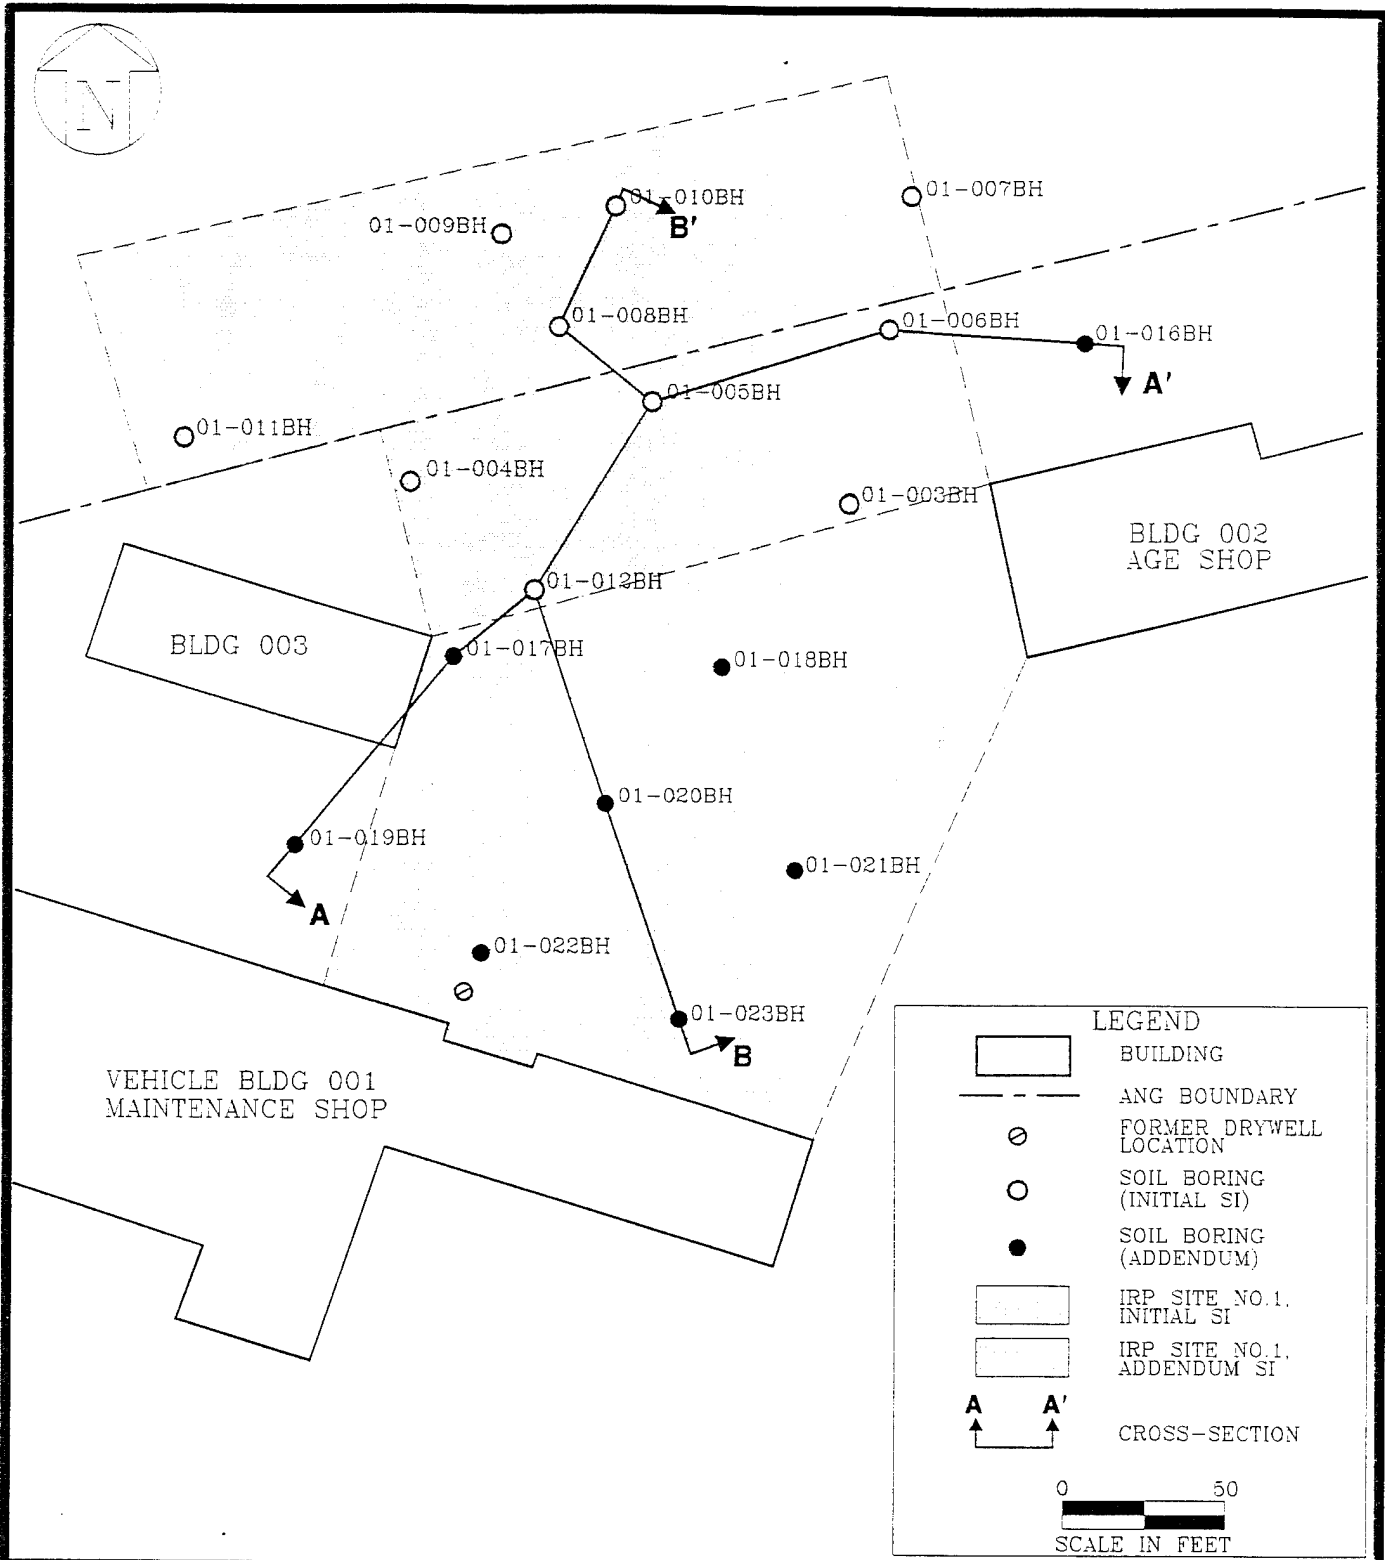 N
01-007BH
01-010BH
01-009BH
B'
01-008BH
01-006BH
01-016BH
A'
01-005BH
01-011BH
01-004BH
01-003BH
BLDG 002
AGE SHOP
01-012BH
BLDG 003
01-017BH
01-018BH
01-020BH
01-019BH
01-021BH
A
01-022BH
01-023BH
B
VEHICLE BLDG 001
MAINTENANCE SHOP
LEGEND
BUILDING
ANG BOUNDARY
FORMER DRYWELL
LOCATION
SOIL BORING
(INITIAL SI)
SOIL BORING
(ADDENDUM)
IRP SITE NO.1,
INITIAL SI
IRP SITE NO.1,
ADDENDUM SI
A A'
CROSS-SECTION
0 50
SCALE IN FEET